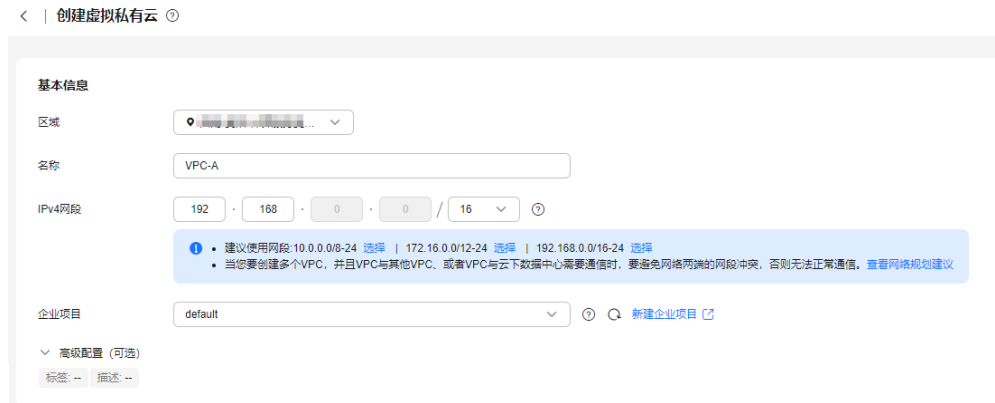 创建虚拟私有云
基本信息
区域
名称 VPC-A
IPv4网段 192 · 168 · 0 · 0 / 16
建议使用网段:10.0.0.0/8-24 选择 | 172.16.0.0/12-24 选择 | 192.168.0.0/16-24 选择
当您要创建多个VPC，并且VPC与其他VPC、或者VPC与云下数据中心需要通信时，要避免网络两端的网段冲突，否则无法正常通信。查看网络规划建议
企业项目 default 新建企业项目
高级配置（可选）
标签: -- 描述: --